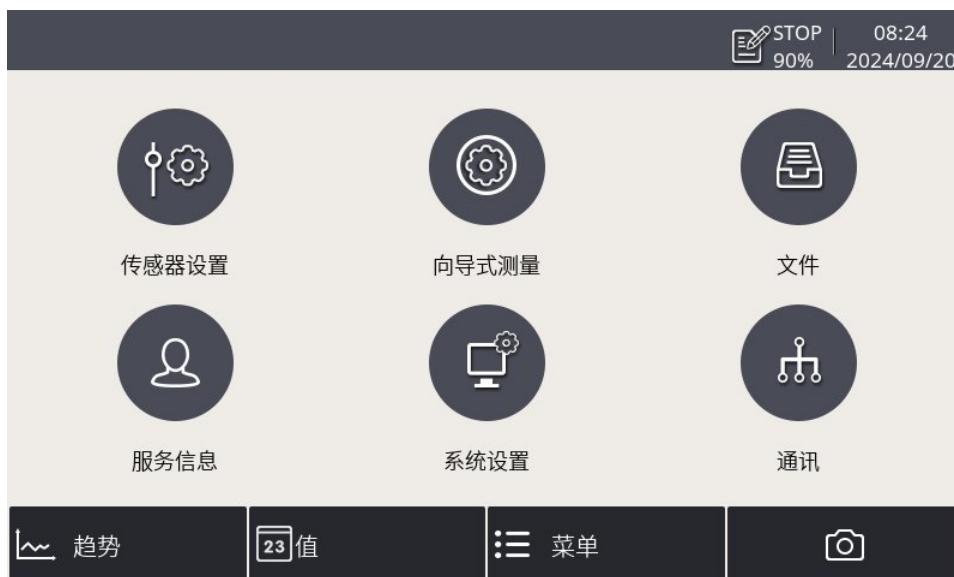 STOP 08:24
90% 2024/09/20
传感器设置 向导式测量 文件
服务信息 系统设置 通讯
趋势 23 值 菜单